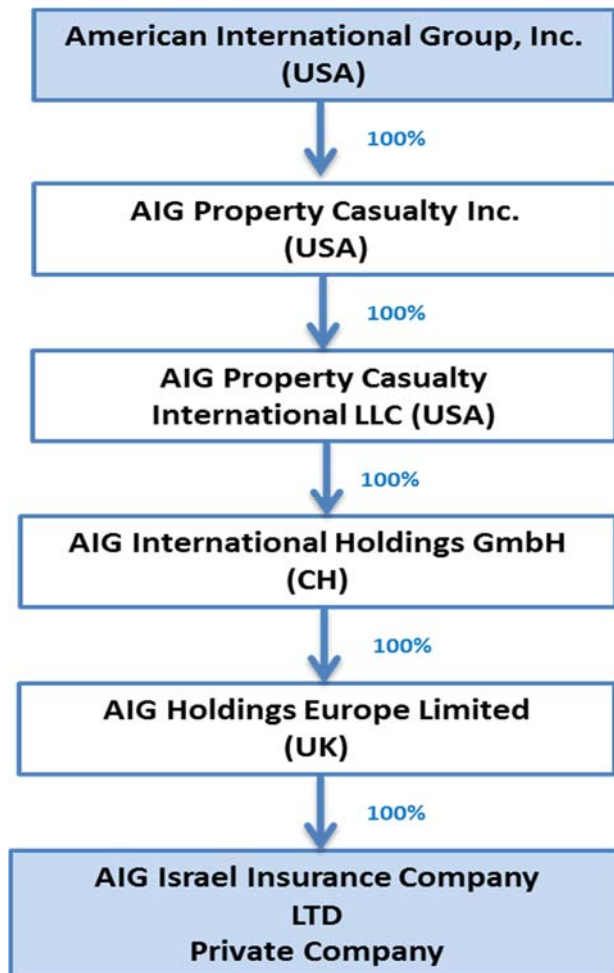 American International Group, Inc.
(USA)
100%
AIG Property Casualty Inc.
(USA)
100%
AIG Property Casualty
International LLC (USA)
100%
AIG International Holdings GmbH
(CH)
100%
AIG Holdings Europe Limited
(UK)
100%
AIG Israel Insurance Company
LTD
Private Company